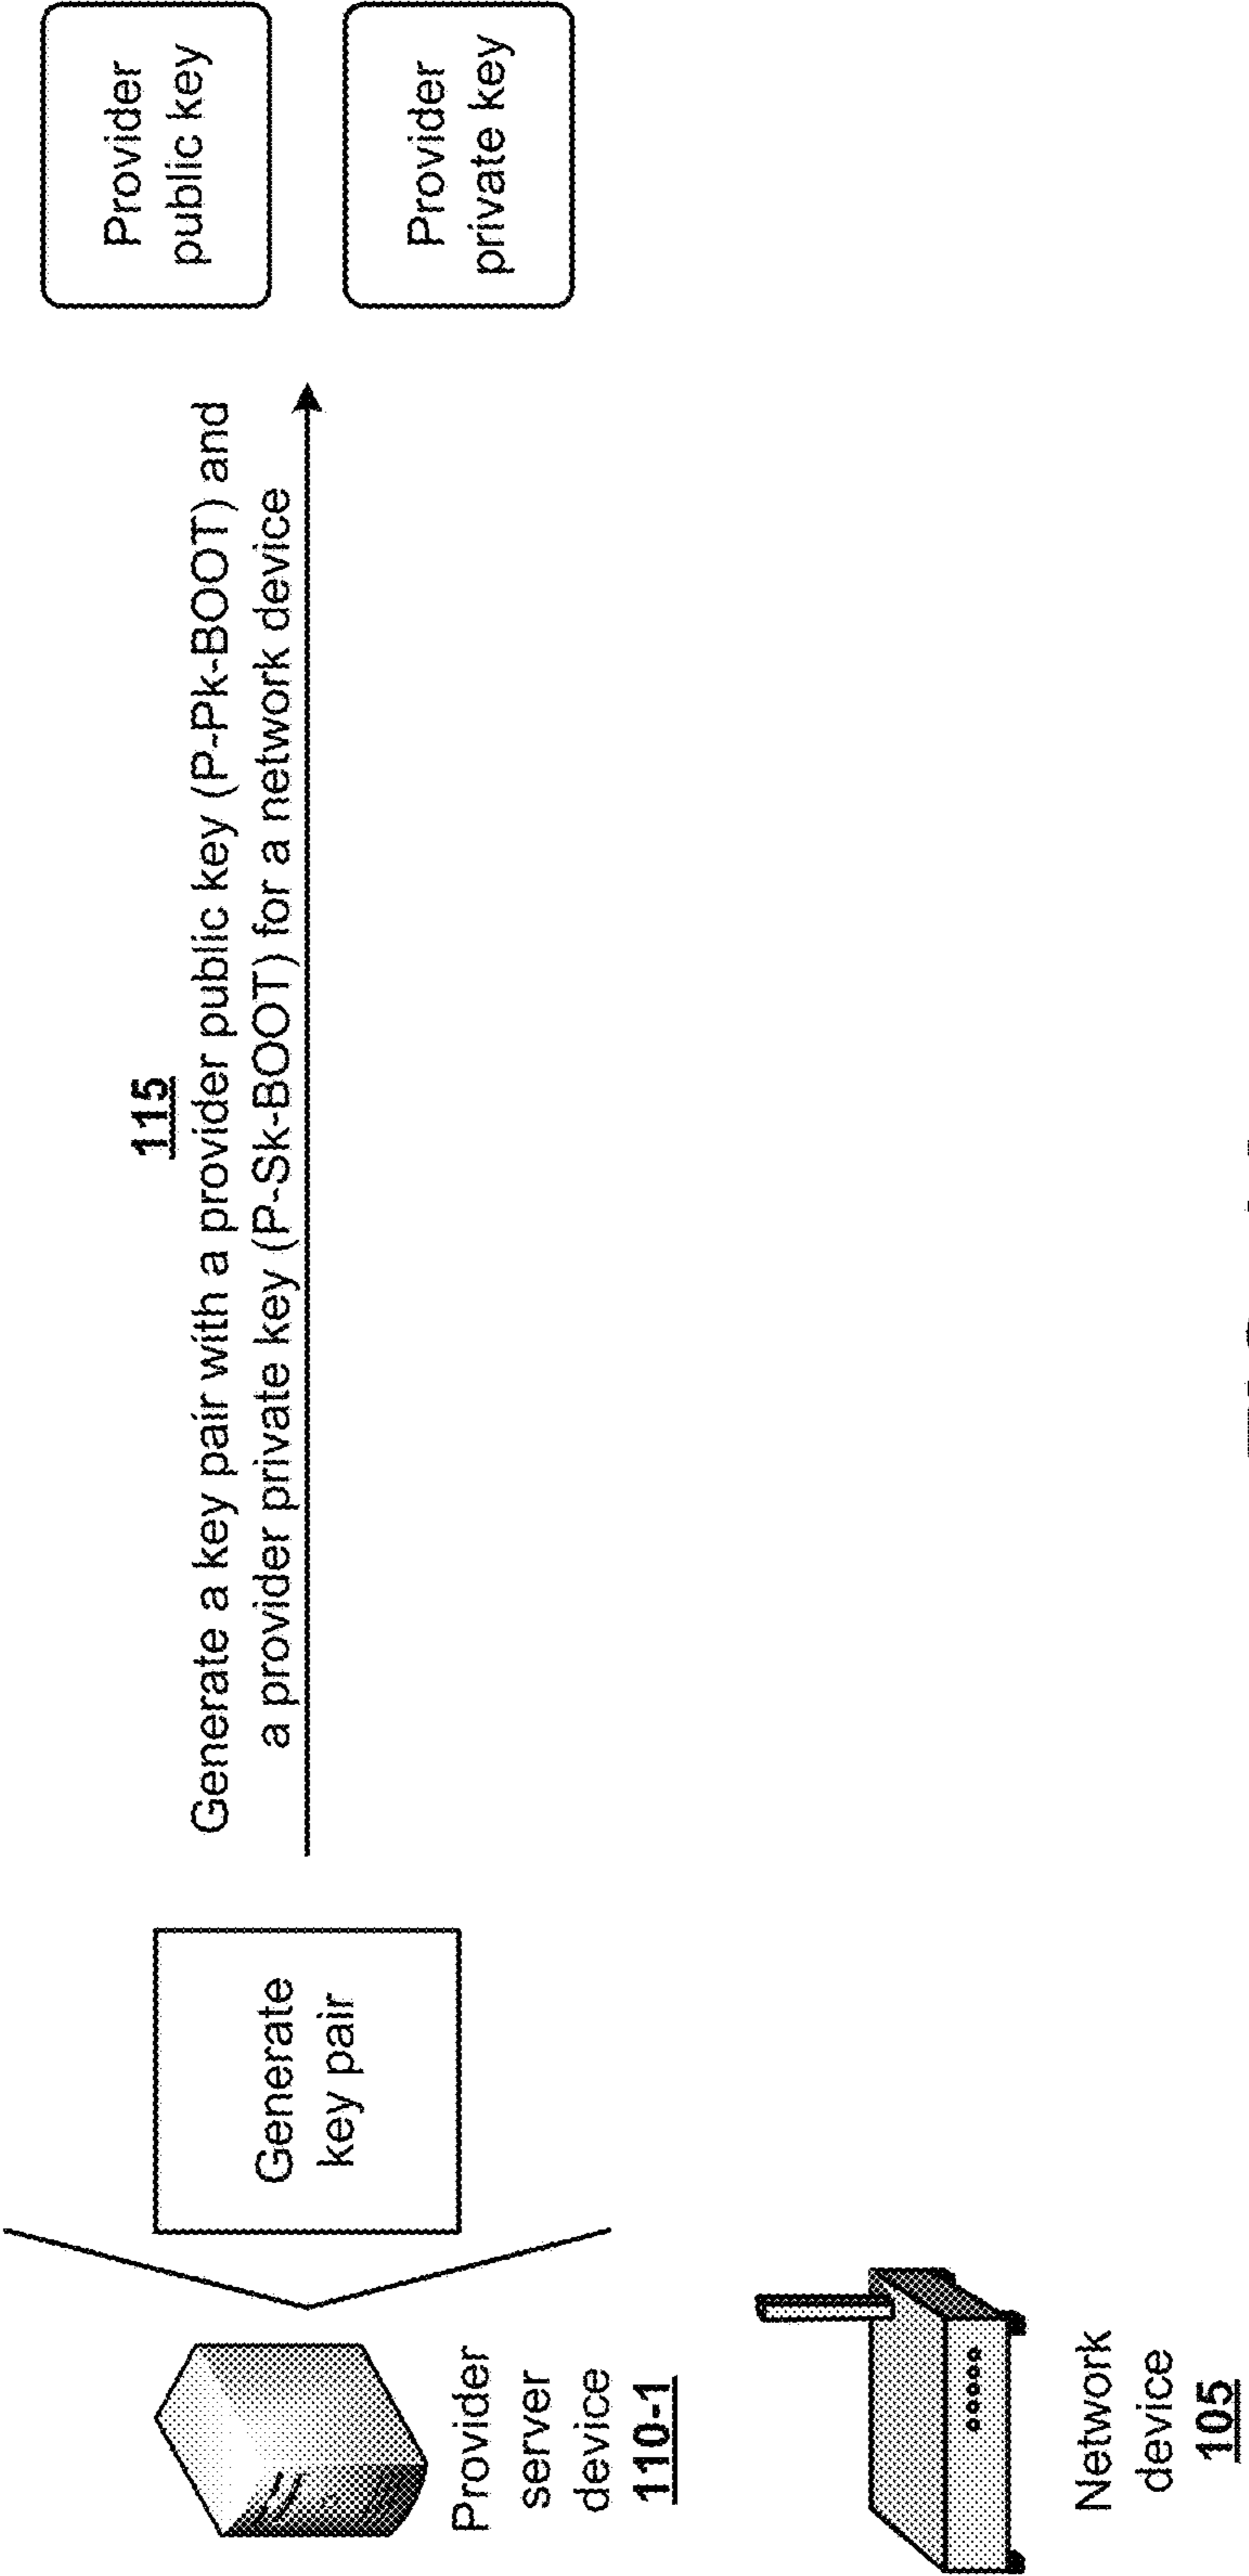 115
Generate a key pair with a provider public key (P-Pk-BOOT) and
a provider private key (P-Sk-BOOT) for a network device
Provider
public key
Provider
private key
Generate
key pair
Provider
server
device
110-1
Network
device
105